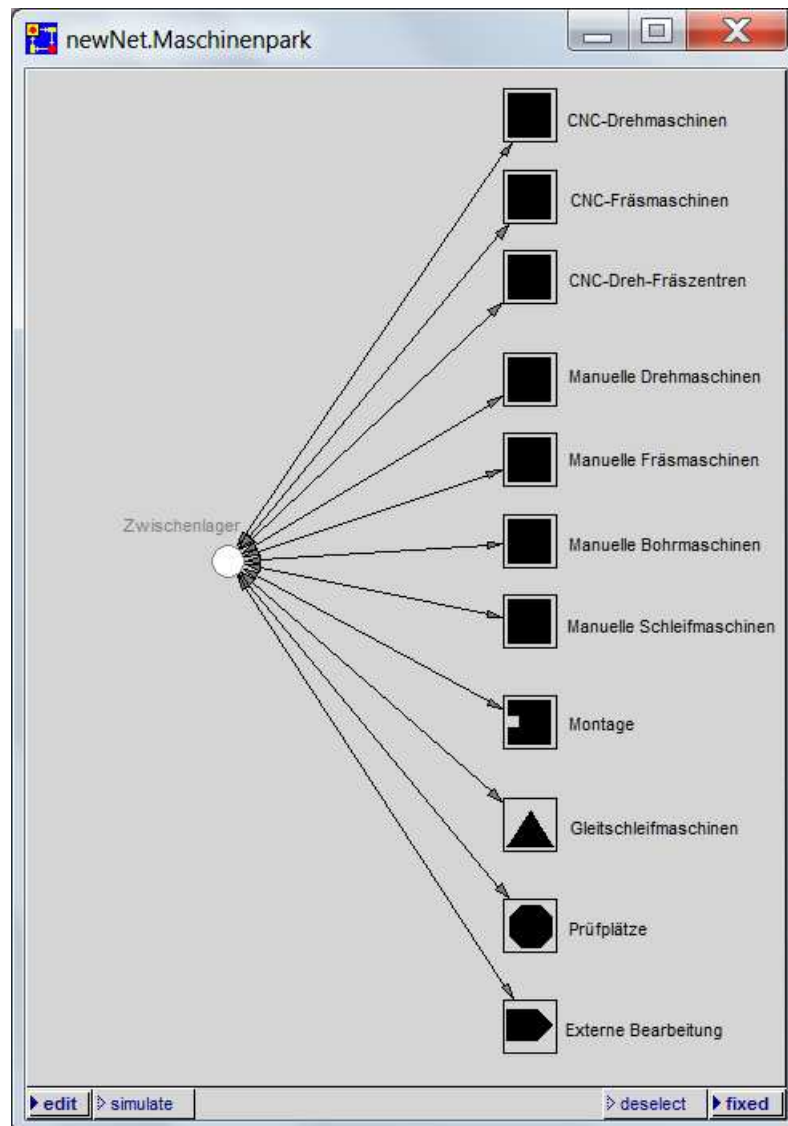 newNet.Maschinenpark
CNC-Drehmaschinen
CNC-Fräsmaschinen
CNC-Dreh-Fräszentren
Manuelle Drehmaschinen
Manuelle Fräsmaschinen
Zwischenlager
Manuelle Bohrmaschinen
Manuelle Schleifmaschinen
Montage
Gleitschleifmaschinen
Prüfplätze
Externe Bearbeitung
edit simulate deselect fixed